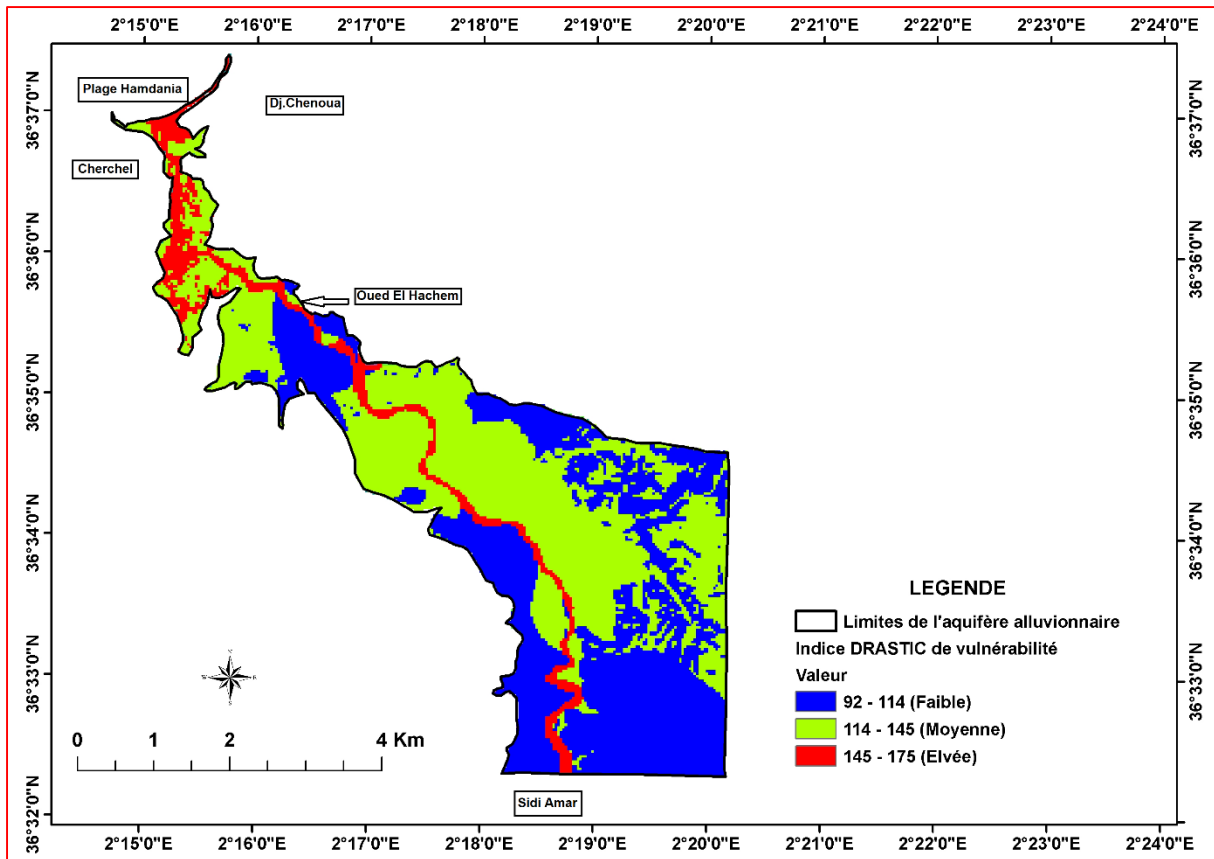 2°15'0"E 2°16'0"E 2°17'0"E 2°18'0"E 2°19'0"E 2°20'0"E 2°21'0"E 2°22'0"E 2°23'0"E 2°24'0"E
36°37'0"N
36°36'0"N
36°35'0"N
36°34'0"N
36°33'0"N
36°32'0"N
Plage Hamdania
Dj.Chenoua
Cherchel
Oued El Hachem
Sidi Amar
N
W E
S
0 1 2 4 Km
LEGENDE
Limites de l'aquifère alluvionnaire
Indice DRASTIC de vulnérabilité
Valeur
92 - 114 (Faible)
114 - 145 (Moyenne)
145 - 175 (Elvée)
36°37'0"N
36°36'0"N
36°35'0"N
36°34'0"N
36°33'0"N
36°32'0"N
2°15'0"E 2°16'0"E 2°17'0"E 2°18'0"E 2°19'0"E 2°20'0"E 2°21'0"E 2°22'0"E 2°23'0"E 2°24'0"E